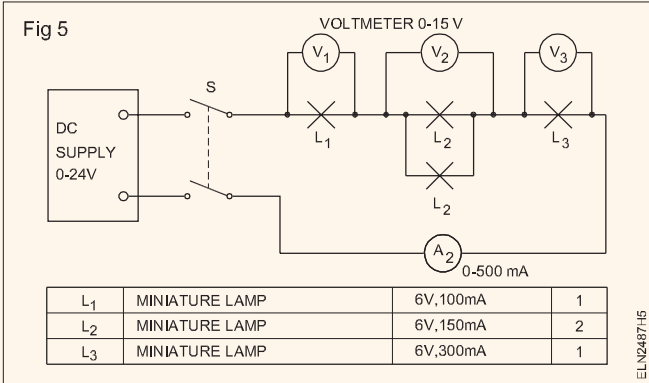 Fig 5
VOLTMETER 0-15 V
V1
V2
V3
S
DC
SUPPLY
0-24V
L1
L2
L3
L2
A2
0-500 mA
L1 MINIATURE LAMP 6V,100mA 1
L2 MINIATURE LAMP 6V,150mA 2
L3 MINIATURE LAMP 6V,300mA 1
ELN2487H5